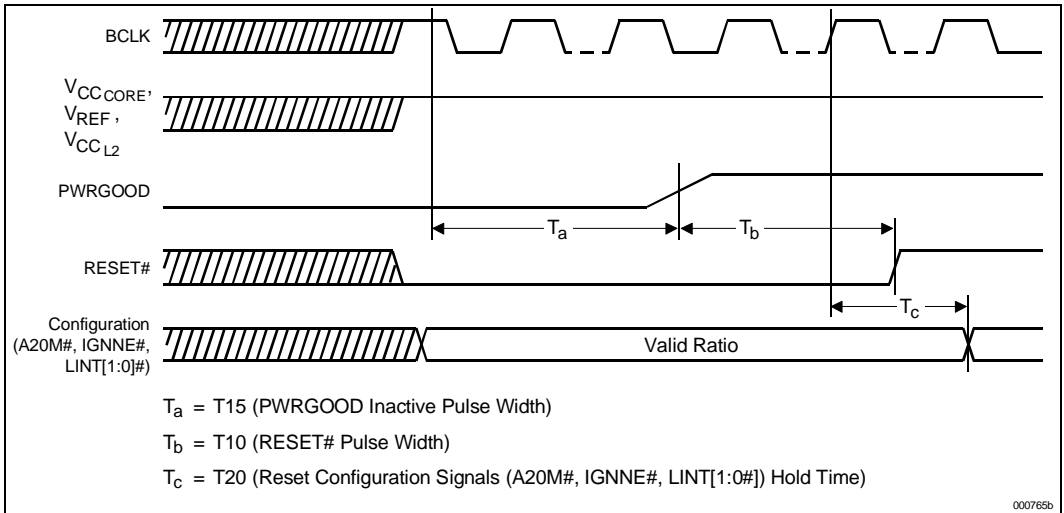 BCLK
VCCCORE,
VREF ,
VCCL2
PWRGOOD
Ta
Tb
RESET#
Tc
Configuration
(A20M#, IGNNE#,
LINT[1:0]#)
Valid Ratio
Ta = T15 (PWRGOOD Inactive Pulse Width)
Tb = T10 (RESET# Pulse Width)
Tc = T20 (Reset Configuration Signals (A20M#, IGNNE#, LINT[1:0#]) Hold Time)
000765b